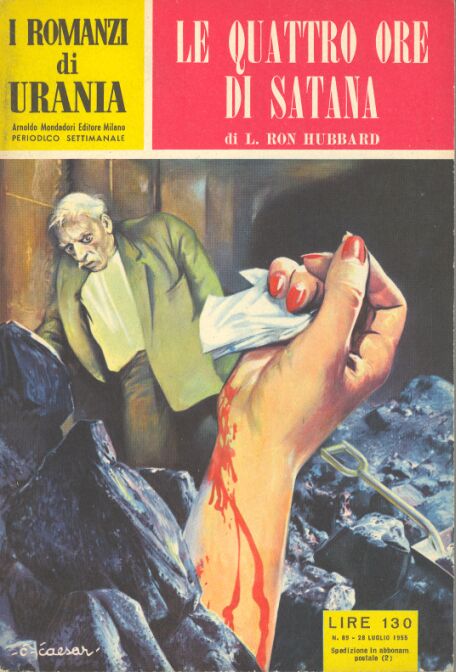 I ROMANZI
di
URANIA
Arnoldo Mondadori Editore Milano
PERIODICO SETTIMANALE
LE QUATTRO ORE
DI SATANA
di L. RON HUBBARD
C. Caesar
LIRE 130
N. 89 - 28 LUGLIO 1955
Spedizione in abbonam.
postale (2)